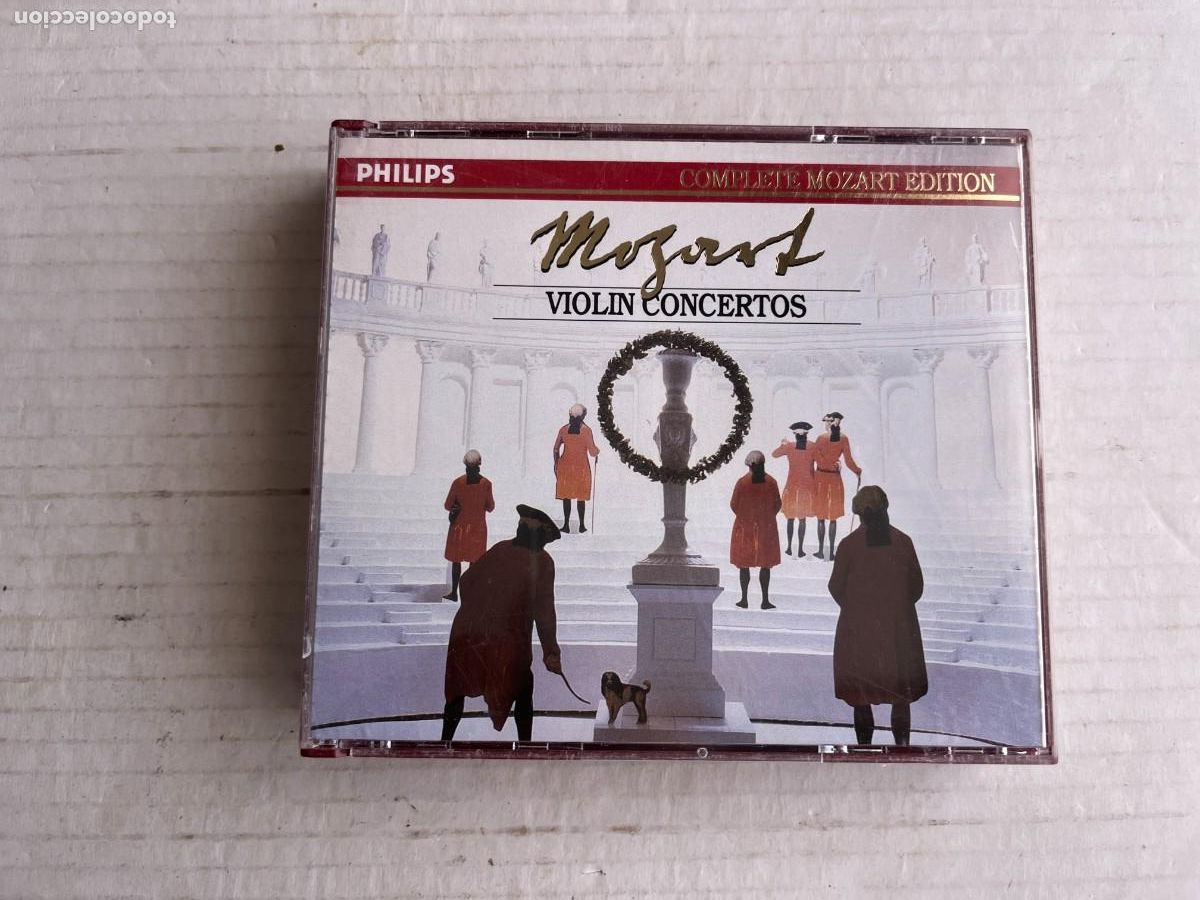 todocoleccion
PHILIPS
COMPLETE MOZART EDITION
Mozart
VIOLIN CONCERTOS